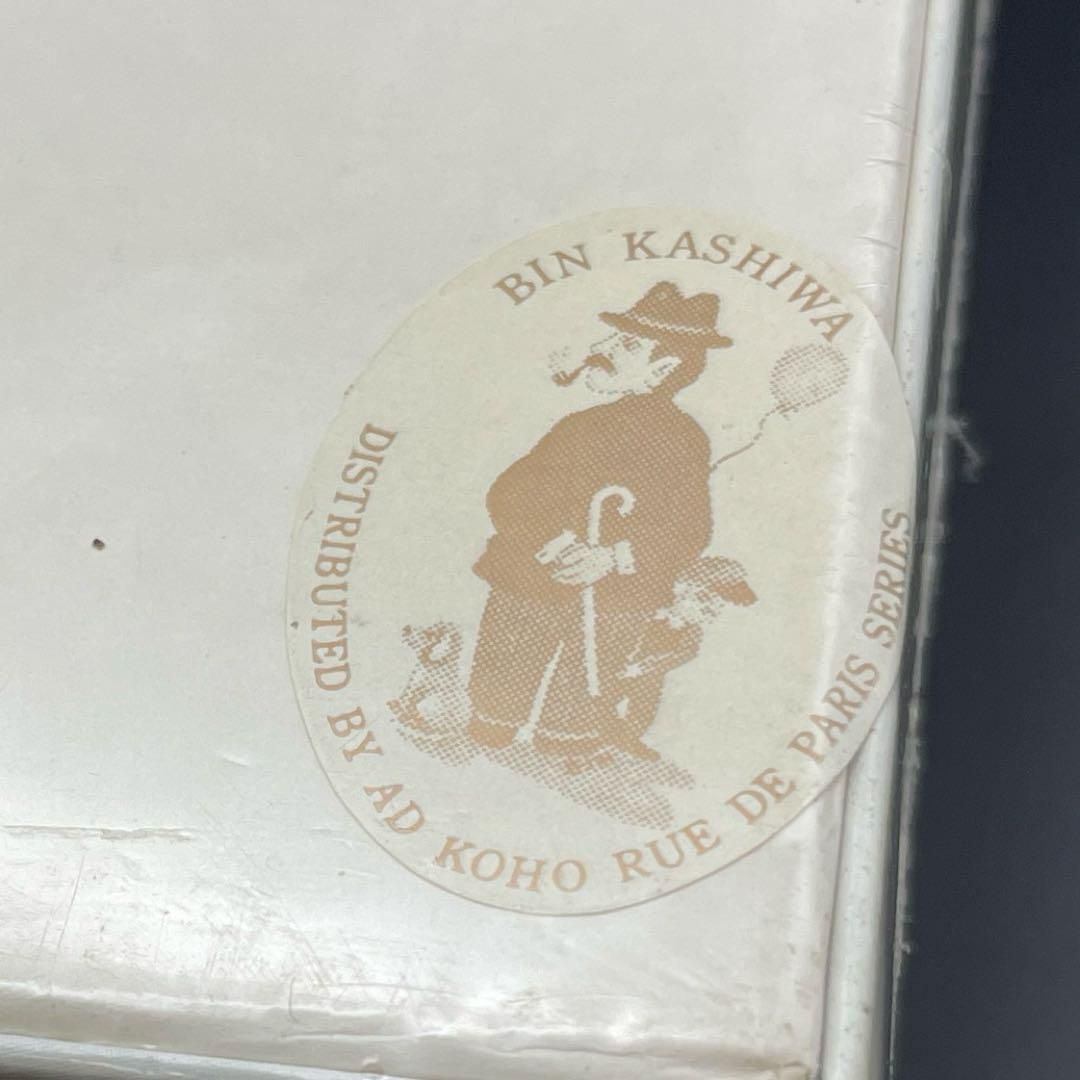 BIN KASHIWA
DISTRIBUTED BY AD KOHO RUE DE PARIS SERIES